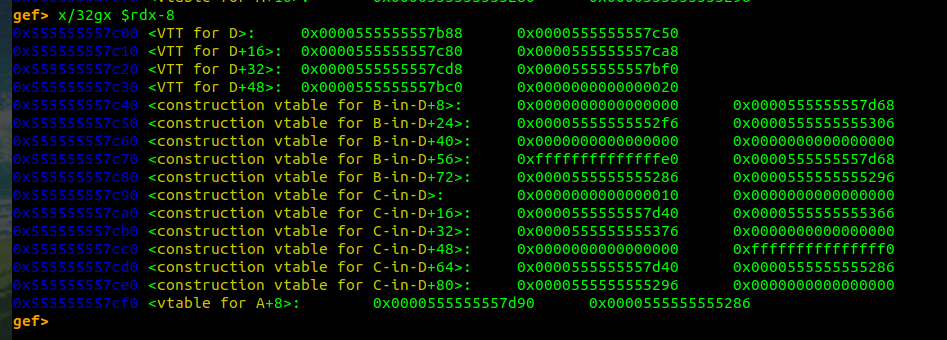 gef> x/32gx $rdx-8
0x555555557c00 <VTT for D>: 0x0000555555557b88 0x0000555555557c50
0x555555557c10 <VTT for D+16>: 0x0000555555557c80 0x0000555555557ca8
0x555555557c20 <VTT for D+32>: 0x0000555555557cd8 0x0000555555557bf0
0x555555557c30 <VTT for D+48>: 0x0000555555557bc0 0x0000000000000020
0x555555557c40 <construction vtable for B-in-D+8>: 0x0000000000000000 0x0000555555557d68
0x555555557c50 <construction vtable for B-in-D+24>: 0x00005555555552f6 0x0000555555555306
0x555555557c60 <construction vtable for B-in-D+40>: 0x0000000000000000 0x0000000000000000
0x555555557c70 <construction vtable for B-in-D+56>: 0xffffffffffffffe0 0x0000555555557d68
0x555555557c80 <construction vtable for B-in-D+72>: 0x0000555555555286 0x0000555555555296
0x555555557c90 <construction vtable for C-in-D>: 0x0000000000000010 0x0000000000000000
0x555555557ca0 <construction vtable for C-in-D+16>: 0x0000555555557d40 0x0000555555555366
0x555555557cb0 <construction vtable for C-in-D+32>: 0x0000555555555376 0x0000000000000000
0x555555557cc0 <construction vtable for C-in-D+48>: 0x0000000000000000 0xfffffffffffffff0
0x555555557cd0 <construction vtable for C-in-D+64>: 0x0000555555557d40 0x0000555555555286
0x555555557ce0 <construction vtable for C-in-D+80>: 0x0000555555555296 0x0000000000000000
0x555555557cf0 <vtable for A+8>: 0x0000555555557d90 0x0000555555555286
gef>